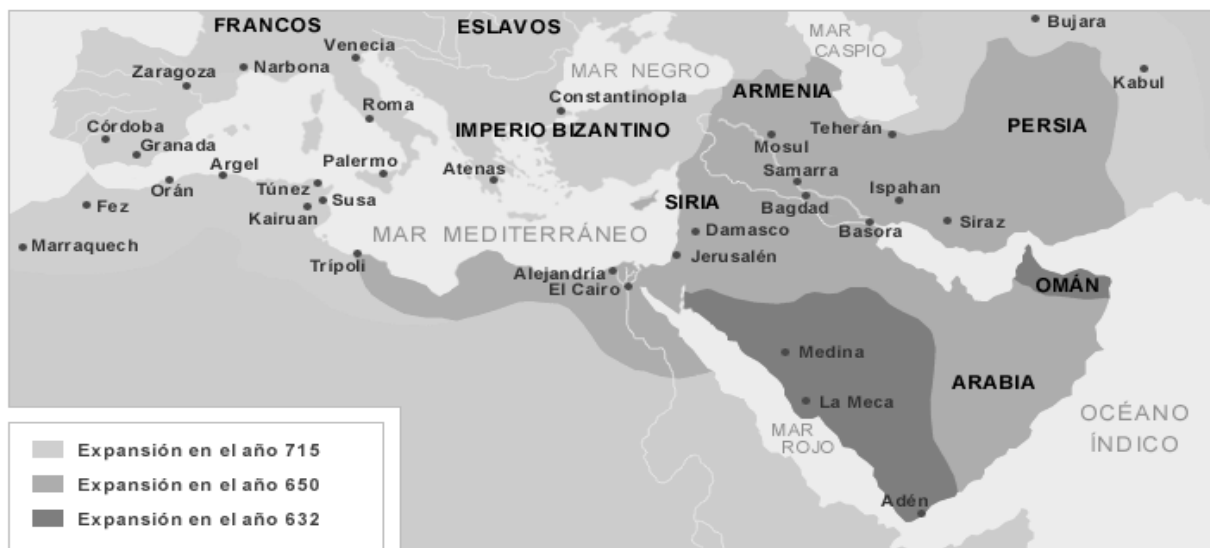 FRANCOS
ESLAVOS
Venecia
Zaragoza
Narbona
Roma
Córdoba
Granada
Argel
Orán
Palermo
Túnez
Susa
Kairuan
Fez
Marraquech
Trípoli
MAR NEGRO
Constantinopla
IMPERIO BIZANTINO
Atenas
MAR MEDITERRÁNEO
Alejandría
El Cairo
MAR
CASPIO
Bujara
Kabul
ARMENIA
Teherán
PERSIA
Mosul
Samarra
Ispahan
SIRIA
Bagdad
Damasco
Basora
Siraz
Jerusalén
OMÁN
Medina
ARABIA
La Meca
MAR
ROJO
OCÉANO
ÍNDICO
Adén
Expansión en el año 715
Expansión en el año 650
Expansión en el año 632